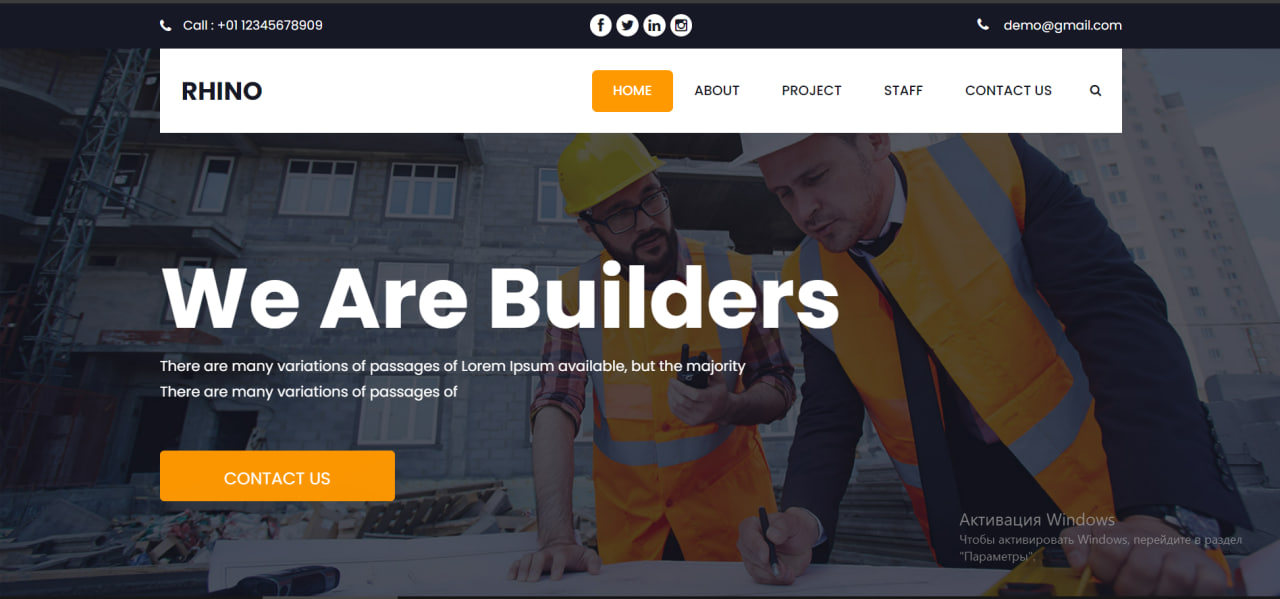 Call : +01 12345678909
demo@gmail.com
RHINO
HOME
ABOUT
PROJECT
STAFF
CONTACT US
We Are Builders
There are many variations of passages of Lorem Ipsum available, but the majority
There are many variations of passages of
CONTACT US
Активация Windows
Чтобы активировать Windows, перейдите в раздел
"Параметры".